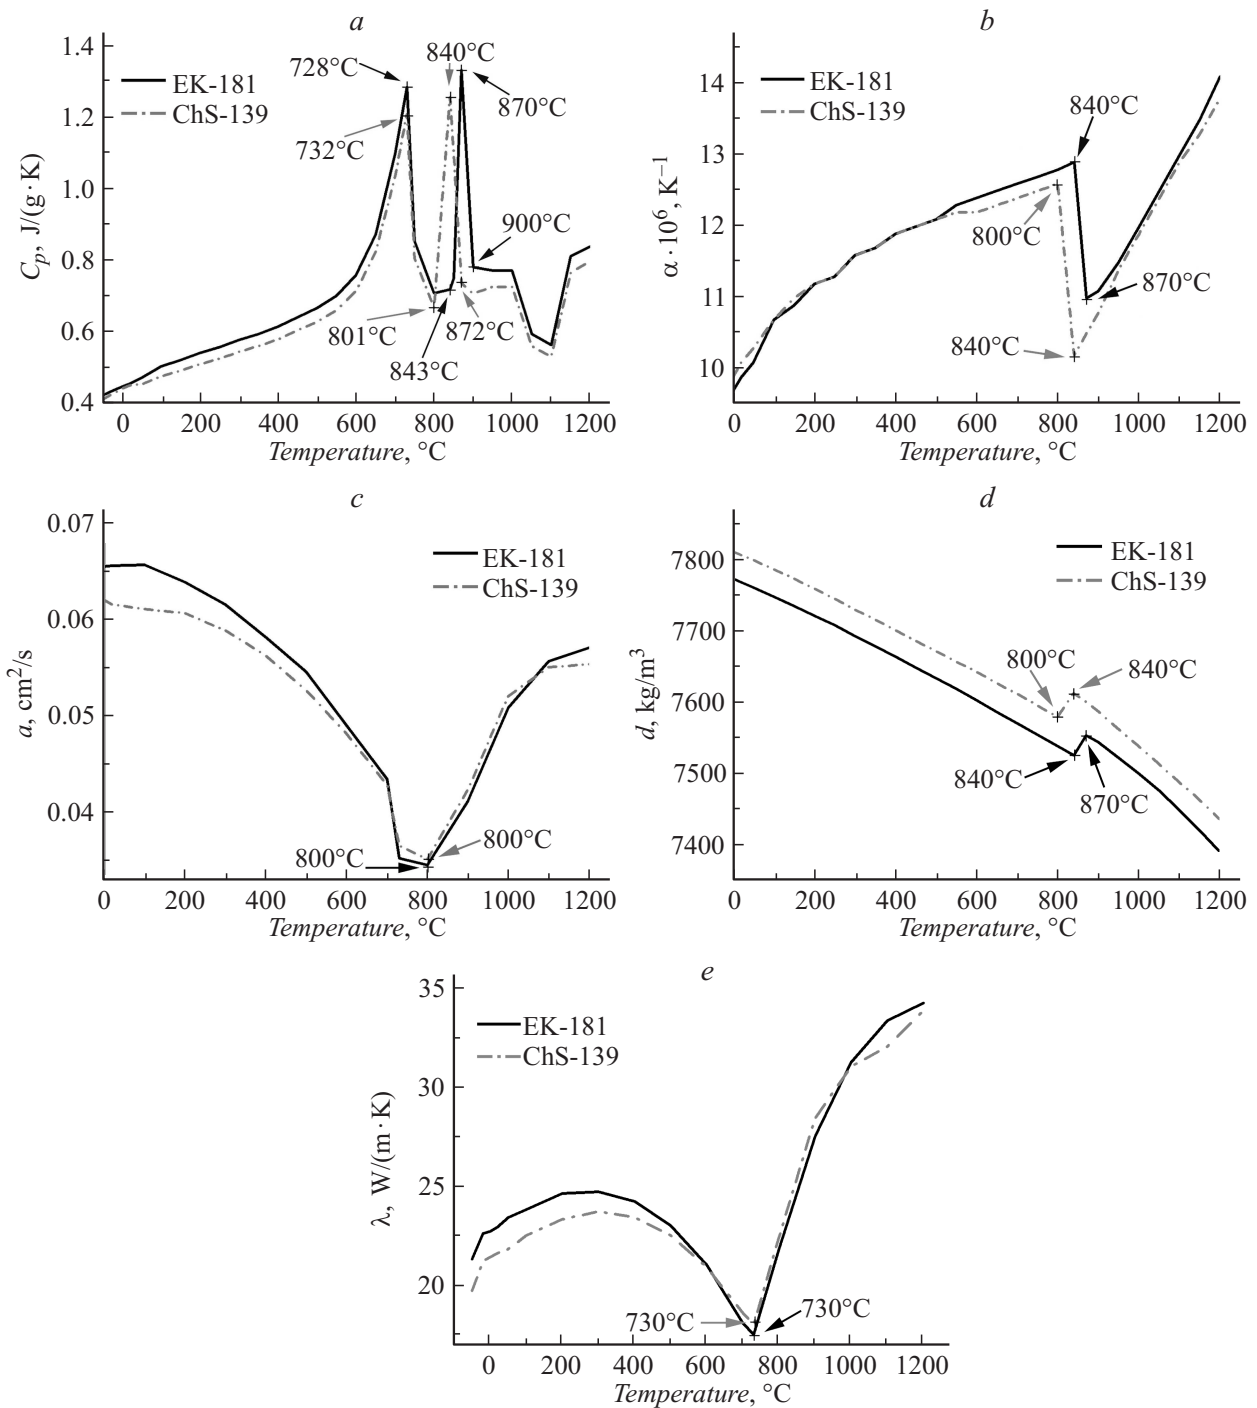 a
1.4
1.2
1.0
0.8
0.6
0.4
C_p, J/(g·K)
EK-181
ChS-139
728°C
732°C
840°C
870°C
900°C
801°C
872°C
843°C
0 200 400 600 800 1000 1200
Temperature, °C
b
14
13
12
11
10
α·10⁶, K⁻¹
EK-181
ChS-139
840°C
800°C
870°C
840°C
0 200 400 600 800 1000 1200
Temperature, °C
c
0.07
0.06
0.05
0.04
a, cm²/s
EK-181
ChS-139
800°C
800°C
0 200 400 600 800 1000 1200
Temperature, °C
d
7800
7700
7600
7500
7400
d, kg/m³
EK-181
ChS-139
800°C
840°C
840°C
870°C
0 200 400 600 800 1000 1200
Temperature, °C
e
35
30
25
20
λ, W/(m·K)
EK-181
ChS-139
730°C
730°C
0 200 400 600 800 1000 1200
Temperature, °C